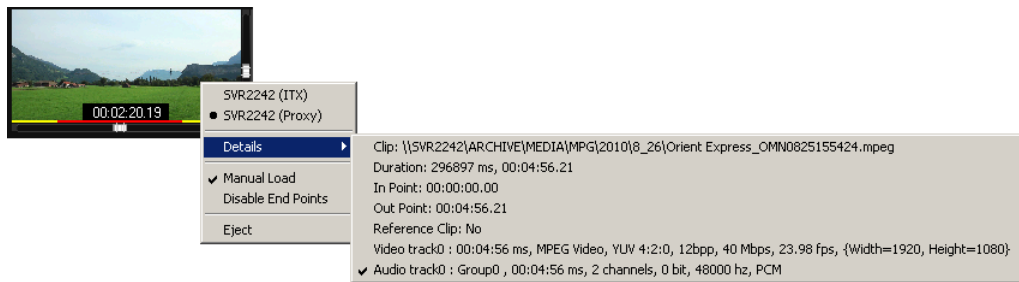 00:02:20.19
SVR2242 (ITX)
SVR2242 (Proxy)
Details
Manual Load
Disable End Points
Eject
Clip: \\SVR2242\ARCHIVE\MEDIA\MPG\2010\8_26\Orient Express_OMN0825155424.mpeg
Duration: 296897 ms, 00:04:56.21
In Point: 00:00:00.00
Out Point: 00:04:56.21
Reference Clip: No
Video track0 : 00:04:56 ms, MPEG Video, YUV 4:2:0, 12bpp, 40 Mbps, 23.98 fps, {Width=1920, Height=1080}
Audio track0 : Group0 , 00:04:56 ms, 2 channels, 0 bit, 48000 hz, PCM